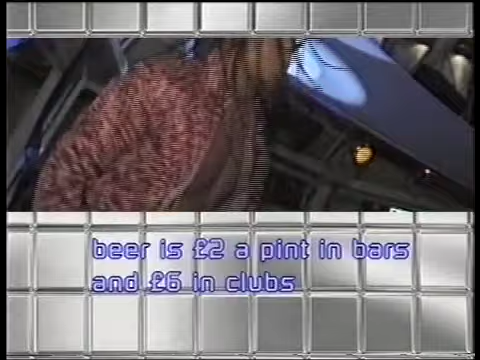 beer is £2 a pint in bars
and £6 in clubs